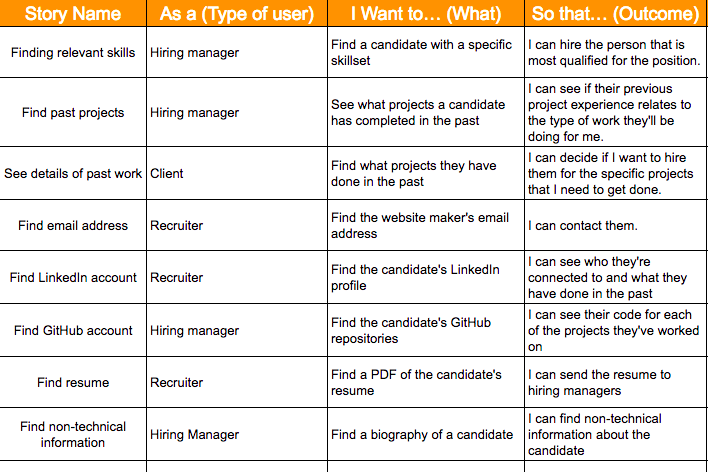 Story Name As a (Type of user) I Want to… (What) So that… (Outcome)
Finding relevant skills
Hiring manager
Find a candidate with a specific
skillset
I can hire the person that is
most qualified for the position.
Find past projects
Hiring manager
See what projects a candidate
has completed in the past
I can see if their previous
project experience relates to
the type of work they'll be
doing for me.
See details of past work
Client
Find what projects they have
done in the past
I can decide if I want to hire
them for the specific projects
that I need to get done.
Find email address
Recruiter
Find the website maker's email
address
I can contact them.
Find LinkedIn account
Recruiter
Find the candidate's LinkedIn
profile
I can see who they're
connected to and what they
have done in the past
Find GitHub account
Hiring manager
Find the candidate's GitHub
repositories
I can see their code for each
of the projects they've worked
on
Find resume
Recruiter
Find a PDF of the candidate's
resume
I can send the resume to
hiring managers
Find non-technical
information
Hiring Manager
Find a biography of a candidate
I can find non-technical
information about the
candidate